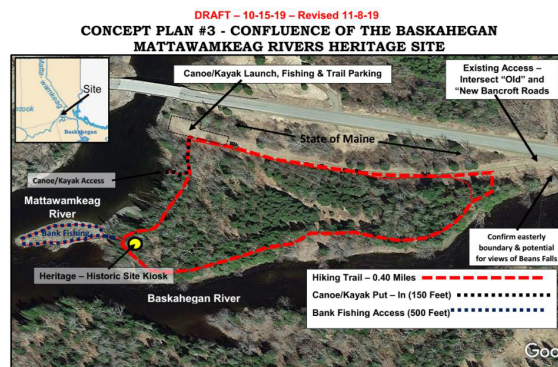 DRAFT – 10-15-19 – Revised 11-8-19
CONCEPT PLAN #3 - CONFLUENCE OF THE BASKAHEGAN
MATTAWAMKEAG RIVERS HERITAGE SITE
Canoe/Kayak Launch, Fishing & Trail Parking
Existing Access –
Intersect "Old" and
"New Bancroft Roads
Site
Baskahegan
State of Maine
Canoe/Kayak Access
Mattawamkeag
River
Bank Fishing
Heritage – Historic Site Kiosk
Baskahegan River
Confirm easterly
boundary & potential
for views of Beans Falls
Hiking Trail – 0.40 Miles
Canoe/Kayak Put – In (150 Feet)
Bank Fishing Access (500 Feet)
Goo